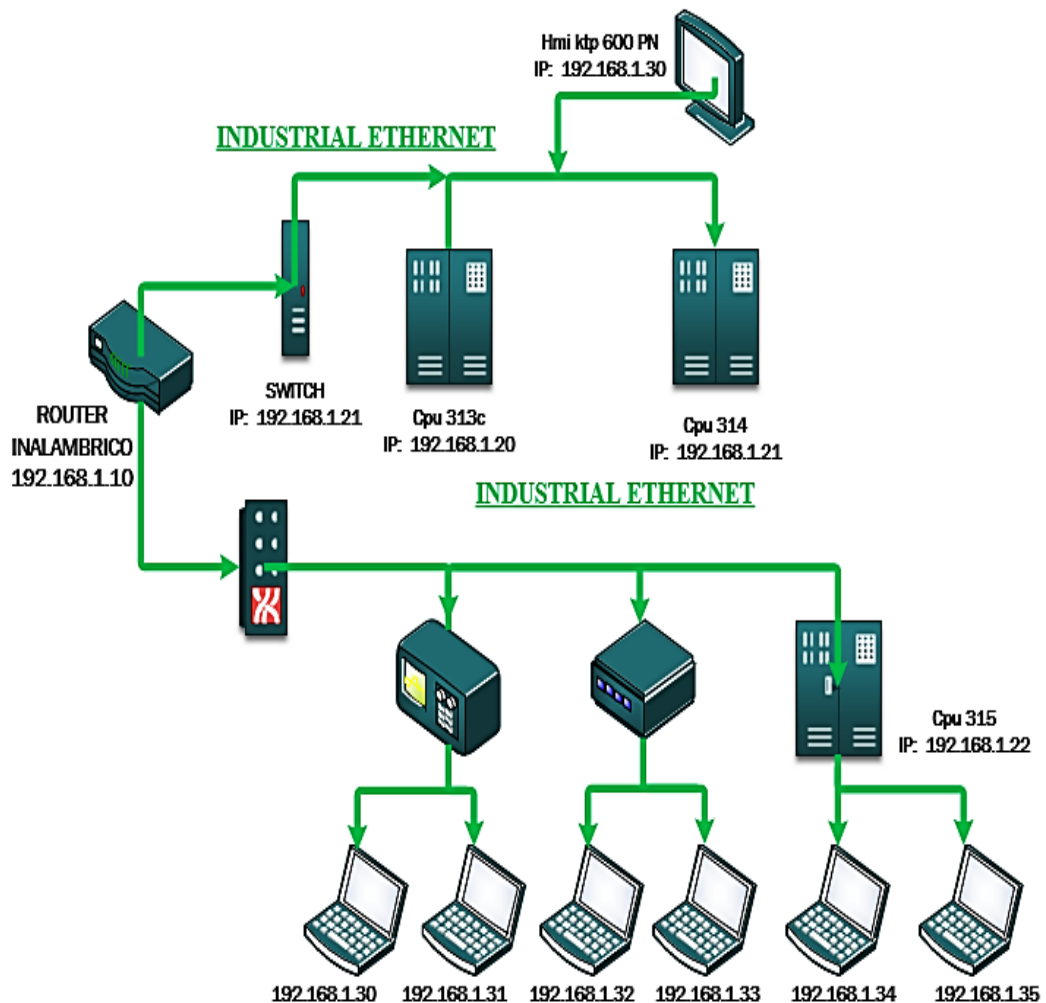 Hmi ktp 600 PN
IP: 192.168.1.30
INDUSTRIAL ETHERNET
SWITCH
IP: 192.168.1.21
Cpu 313c
IP: 192.168.1.20
Cpu 314
IP: 192.168.1.21
ROUTER
INALAMBRICO
192.168.1.10
INDUSTRIAL ETHERNET
Cpu 315
IP: 192.168.1.22
192.168.1.30 192.168.1.31 192.168.1.32 192.168.1.33 192.168.1.34 192.168.1.35